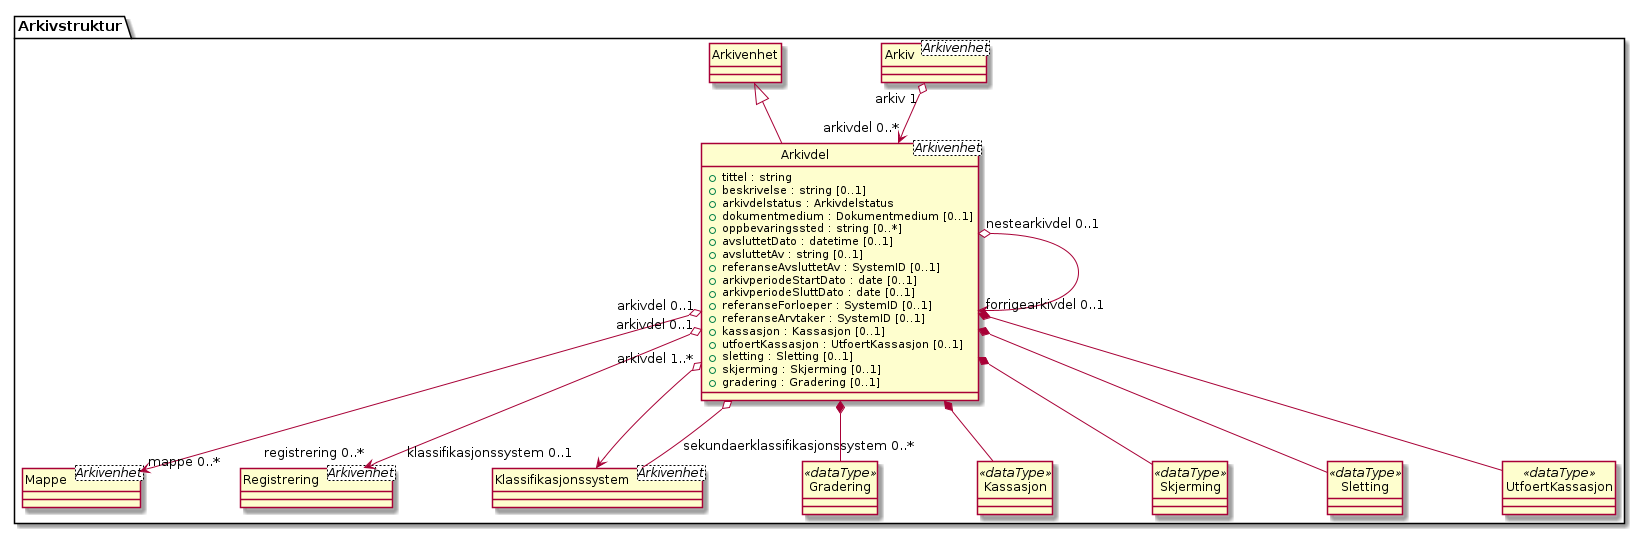 Arkivstruktur
Arkivenhet
Arkiv
Arkivenhet
arkiv 1
arkivdel 0..*
Arkivdel
Arkivenhet
tittel : string
beskrivelse : string [0..1]
arkivdelstatus : Arkivdelstatus
dokumentmedium : Dokumentmedium [0..1]
oppbevaringssted : string [0..*]
avsluttetDato : datetime [0..1]
avsluttetAv : string [0..1]
referanseAvsluttetAv : SystemID [0..1]
arkivperiodeStartDato : date [0..1]
arkivperiodeSluttDato : date [0..1]
referanseForloeper : SystemID [0..1]
referanseArvtaker : SystemID [0..1]
kassasjon : Kassasjon [0..1]
utfoertKassasjon : UtfoertKassasjon [0..1]
sletting : Sletting [0..1]
skjerming : Skjerming [0..1]
gradering : Gradering [0..1]
nestearkivdel 0..1
forrigearkivdel 0..1
arkivdel 0..1
arkivdel 0..1
arkivdel 1..*
mappe 0..*
registrering 0..*
klassifikasjonssystem 0..1
sekundaerklassifikasjonssystem 0..*
Mappe
Arkivenhet
Registrering
Arkivenhet
Klassifikasjonssystem
Arkivenhet
«dataType»
Gradering
«dataType»
Kassasjon
«dataType»
Skjerming
«dataType»
Sletting
«dataType»
UtfoertKassasjon